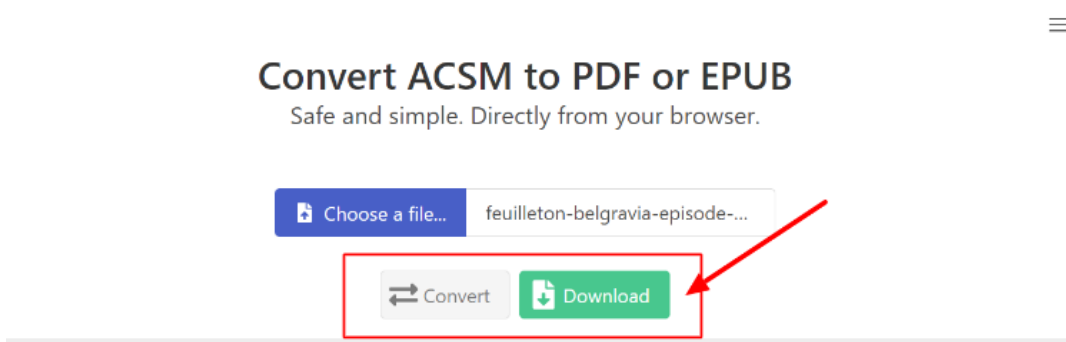 Convert ACSM to PDF or EPUB
Safe and simple. Directly from your browser.
Choose a file... feuilleton-belgravia-episode-...
Convert Download